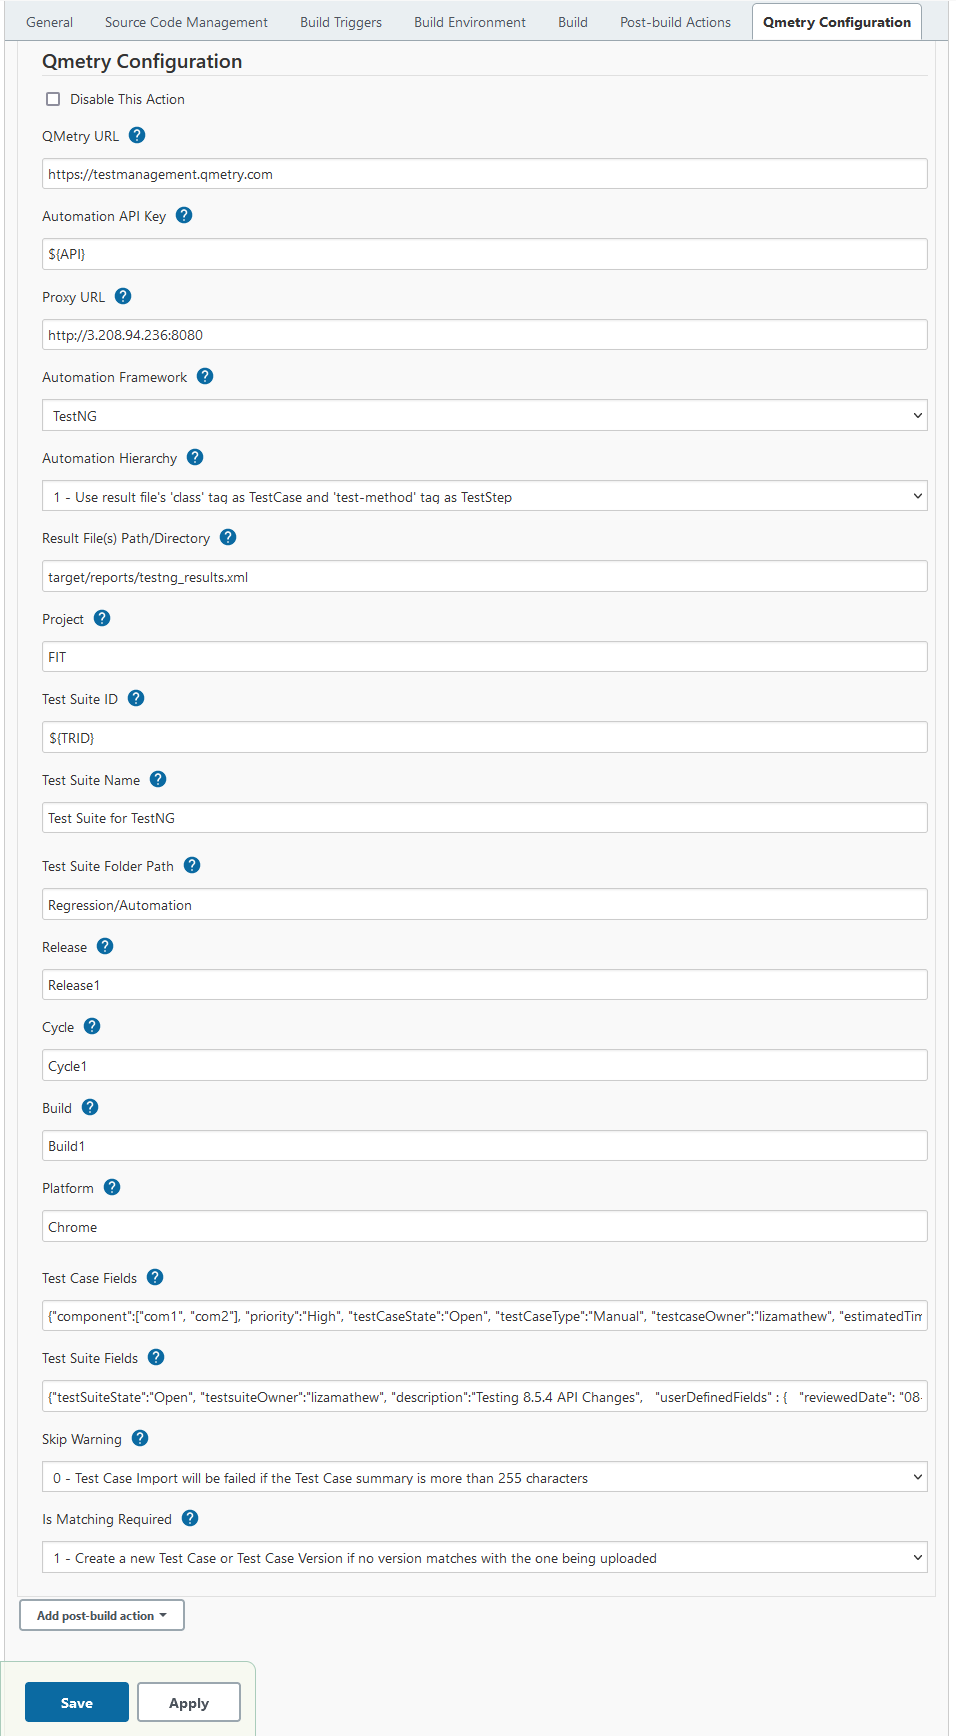 General Source Code Management Build Triggers Build Environment Build Post-build Actions Qmetry Configuration
Qmetry Configuration
Disable This Action
QMetry URL ?
https://testmanagement.qmetry.com
Automation API Key ?
${API}
Proxy URL ?
http://3.208.94.236:8080
Automation Framework ?
TestNG
Automation Hierarchy ?
1 - Use result file's 'class' tag as TestCase and 'test-method' tag as TestStep
Result File(s) Path/Directory ?
target/reports/testng_results.xml
Project ?
FIT
Test Suite ID ?
${TRID}
Test Suite Name ?
Test Suite for TestNG
Test Suite Folder Path ?
Regression/Automation
Release ?
Release1
Cycle ?
Cycle1
Build ?
Build1
Platform ?
Chrome
Test Case Fields ?
{"component":["com1", "com2"], "priority":"High", "testCaseState":"Open", "testCaseType":"Manual", "testcaseOwner":"lizamathew", "estimatedTim
Test Suite Fields ?
{"testSuiteState":"Open", "testsuiteOwner":"lizamathew", "description":"Testing 8.5.4 API Changes", "userDefinedFields" : { "reviewedDate": "08-
Skip Warning ?
0 - Test Case Import will be failed if the Test Case summary is more than 255 characters
Is Matching Required ?
1 - Create a new Test Case or Test Case Version if no version matches with the one being uploaded
Add post-build action
Save Apply